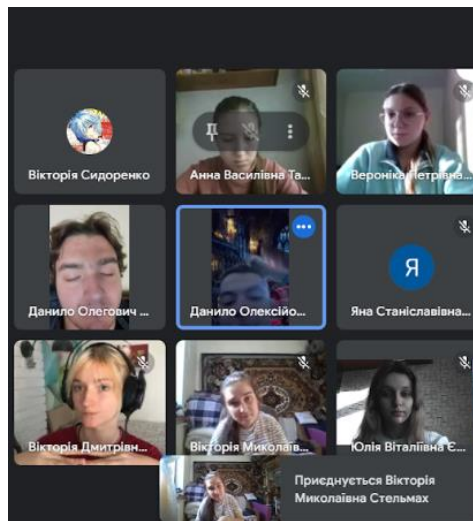 Вікторія Сидоренко
Анна Василівна Та...
Вероніка Петрівна...
Данило Олегович ...
Данило Олексійо...
Я
Яна Станіславівна...
Вікторія Дмитрівн...
Вікторія Миколаїв...
Юлія Віталіївна Є...
Приєднується Вікторія
Миколаївна Стельмах